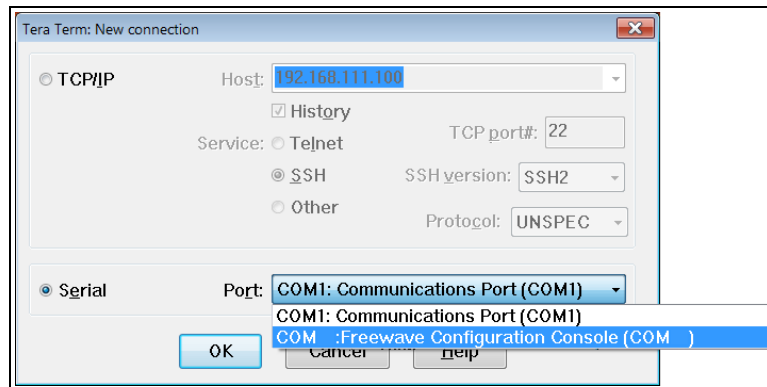 Tera Term: New connection
TCP/IP
Host: 192.168.111.100
History
Service: Telnet
TCP port#: 22
SSH
SSH version: SSH2
Other
Protocol: UNSPEC
Serial
Port: COM1: Communications Port (COM1)
COM1: Communications Port (COM1)
COM :Freewave Configuration Console (COM )
OK
Cancel
Help